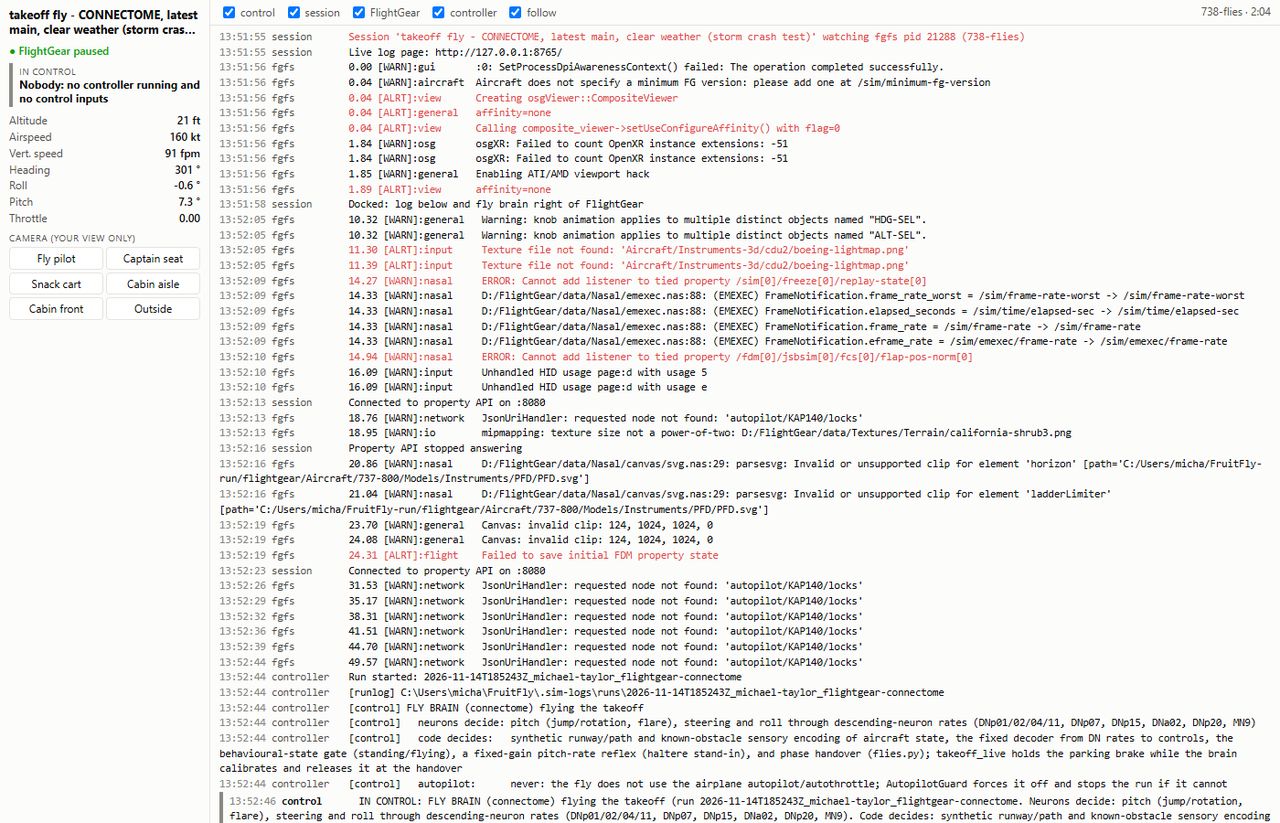 takeoff fly - CONNECTOME, latest
main, clear weather (storm cras...
● FlightGear paused
IN CONTROL
Nobody: no controller running and
no control inputs
Altitude 21 ft
Airspeed 160 kt
Vert. speed 91 fpm
Heading 301 °
Roll -0.6 °
Pitch 7.3 °
Throttle 0.00
CAMERA (YOUR VIEW ONLY)
Fly pilot Captain seat
Snack cart Cabin aisle
Cabin front Outside
control session FlightGear controller follow 738-flies · 2:04
13:51:55 session Session 'takeoff fly - CONNECTOME, latest main, clear weather (storm crash test)' watching fgfs pid 21288 (738-flies)
13:51:55 session Live log page: http://127.0.0.1:8765/
13:51:56 fgfs 0.00 [WARN]:gui :0: SetProcessDpiAwarenessContext() failed: The operation completed successfully.
13:51:56 fgfs 0.04 [WARN]:aircraft Aircraft does not specify a minimum FG version: please add one at /sim/minimum-fg-version
13:51:56 fgfs 0.04 [ALRT]:view Creating osgViewer::CompositeViewer
13:51:56 fgfs 0.04 [ALRT]:general affinity=none
13:51:56 fgfs 0.04 [ALRT]:view Calling composite_viewer->setUseConfigureAffinity() with flag=0
13:51:56 fgfs 1.84 [WARN]:osg osgXR: Failed to count OpenXR instance extensions: -51
13:51:56 fgfs 1.84 [WARN]:osg osgXR: Failed to count OpenXR instance extensions: -51
13:51:56 fgfs 1.85 [WARN]:general Enabling ATI/AMD viewport hack
13:51:56 fgfs 1.89 [ALRT]:view affinity=none
13:51:58 session Docked: log below and fly brain right of FlightGear
13:52:05 fgfs 10.32 [WARN]:general Warning: knob animation applies to multiple distinct objects named "HDG-SEL".
13:52:05 fgfs 10.32 [WARN]:general Warning: knob animation applies to multiple distinct objects named "ALT-SEL".
13:52:05 fgfs 11.30 [ALRT]:input Texture file not found: 'Aircraft/Instruments-3d/cdu2/boeing-lightmap.png'
13:52:05 fgfs 11.39 [ALRT]:input Texture file not found: 'Aircraft/Instruments-3d/cdu2/boeing-lightmap.png'
13:52:09 fgfs 14.27 [WARN]:nasal ERROR: Cannot add listener to tied property /sim[0]/freeze[0]/replay-state[0]
13:52:09 fgfs 14.33 [WARN]:nasal D:/FlightGear/data/Nasal/emexec.nas:88: (EMEXEC) FrameNotification.frame_rate_worst = /sim/frame-rate-worst -> /sim/frame-rate-worst
13:52:09 fgfs 14.33 [WARN]:nasal D:/FlightGear/data/Nasal/emexec.nas:88: (EMEXEC) FrameNotification.elapsed_seconds = /sim/time/elapsed-sec -> /sim/time/elapsed-sec
13:52:09 fgfs 14.33 [WARN]:nasal D:/FlightGear/data/Nasal/emexec.nas:88: (EMEXEC) FrameNotification.frame_rate = /sim/frame-rate -> /sim/frame-rate
13:52:09 fgfs 14.33 [WARN]:nasal D:/FlightGear/data/Nasal/emexec.nas:88: (EMEXEC) FrameNotification.eframe_rate = /sim/emexec/frame-rate -> /sim/emexec/frame-rate
13:52:10 fgfs 14.94 [WARN]:nasal ERROR: Cannot add listener to tied property /fdm[0]/jsbsim[0]/fcs[0]/flap-pos-norm[0]
13:52:10 fgfs 16.09 [WARN]:input Unhandled HID usage page:d with usage 5
13:52:10 fgfs 16.09 [WARN]:input Unhandled HID usage page:d with usage e
13:52:13 session Connected to property API on :8080
13:52:13 fgfs 18.76 [WARN]:network JsonUriHandler: requested node not found: 'autopilot/KAP140/locks'
13:52:13 fgfs 18.95 [WARN]:io mipmapping: texture size not a power-of-two: D:/FlightGear/data/Textures/Terrain/california-shrub3.png
13:52:16 session Property API stopped answering
13:52:16 fgfs 20.86 [WARN]:nasal D:/FlightGear/data/Nasal/canvas/svg.nas:29: parsesvg: Invalid or unsupported clip for element 'horizon' [path='C:/Users/micha/FruitFly-
run/flightgear/Aircraft/737-800/Models/Instruments/PFD/PFD.svg']
13:52:16 fgfs 21.04 [WARN]:nasal D:/FlightGear/data/Nasal/canvas/svg.nas:29: parsesvg: Invalid or unsupported clip for element 'ladderLimiter'
[path='C:/Users/micha/FruitFly-run/flightgear/Aircraft/737-800/Models/Instruments/PFD/PFD.svg']
13:52:19 fgfs 23.70 [WARN]:general Canvas: invalid clip: 124, 1024, 1024, 0
13:52:19 fgfs 24.08 [WARN]:general Canvas: invalid clip: 124, 1024, 1024, 0
13:52:19 fgfs 24.31 [ALRT]:flight Failed to save initial FDM property state
13:52:23 session Connected to property API on :8080
13:52:26 fgfs 31.53 [WARN]:network JsonUriHandler: requested node not found: 'autopilot/KAP140/locks'
13:52:29 fgfs 35.17 [WARN]:network JsonUriHandler: requested node not found: 'autopilot/KAP140/locks'
13:52:32 fgfs 38.31 [WARN]:network JsonUriHandler: requested node not found: 'autopilot/KAP140/locks'
13:52:36 fgfs 41.51 [WARN]:network JsonUriHandler: requested node not found: 'autopilot/KAP140/locks'
13:52:39 fgfs 44.70 [WARN]:network JsonUriHandler: requested node not found: 'autopilot/KAP140/locks'
13:52:44 fgfs 49.57 [WARN]:network JsonUriHandler: requested node not found: 'autopilot/KAP140/locks'
13:52:44 controller Run started: 2026-11-14T185243Z_michael-taylor_flightgear-connectome
13:52:44 controller [runlog] C:\Users\micha\FruitFly\.sim-logs\runs\2026-11-14T185243Z_michael-taylor_flightgear-connectome
13:52:44 controller [control] FLY BRAIN (connectome) flying the takeoff
13:52:44 controller [control] neurons decide: pitch (jump/rotation, flare), steering and roll through descending-neuron rates (DNp01/02/04/11, DNp07, DNp15, DNa02, DNp20, MN9)
13:52:44 controller [control] code decides: synthetic runway/path and known-obstacle sensory encoding of aircraft state, the fixed decoder from DN rates to controls, the
behavioural-state gate (standing/flying), a fixed-gain pitch-rate reflex (haltere stand-in), and phase handover (flies.py); takeoff_live holds the parking brake while the brain
calibrates and releases it at the handover
13:52:44 controller [control] autopilot: never: the fly does not use the airplane autopilot/autothrottle; AutopilotGuard forces it off and stops the run if it cannot
13:52:46 control IN CONTROL: FLY BRAIN (connectome) flying the takeoff (run 2026-11-14T185243Z_michael-taylor_flightgear-connectome. Neurons decide: pitch (jump/rotation,
flare), steering and roll through descending-neuron rates (DNp01/02/04/11, DNp07, DNp15, DNa02, DNp20, MN9). Code decides: synthetic runway/path and known-obstacle sensory encoding